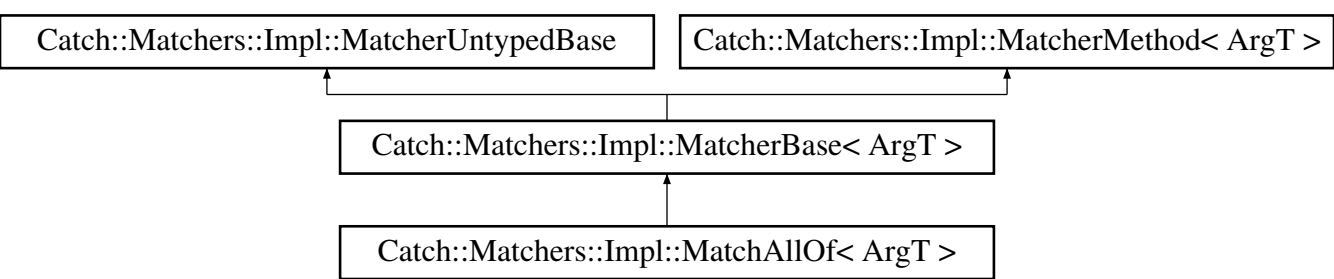 Catch::Matchers::Impl::MatcherUntypedBase
Catch::Matchers::Impl::MatcherMethod< ArgT >
Catch::Matchers::Impl::MatcherBase< ArgT >
Catch::Matchers::Impl::MatchAllOf< ArgT >